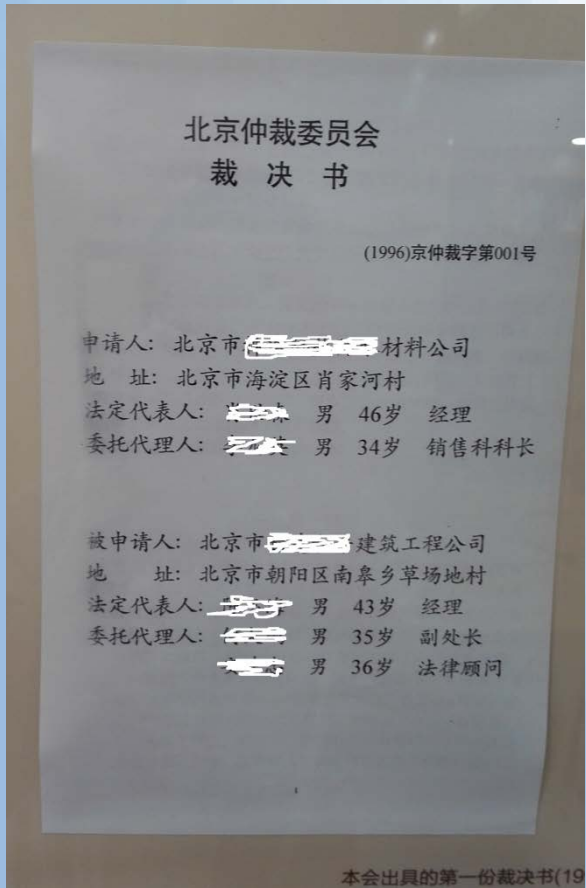 北京仲裁委员会
裁 决 书
(1996)京仲裁字第001号
申请人: 北京市 材料公司
地 址: 北京市海淀区肖家河村
法定代表人: 男 46岁 经理
委托代理人: 男 34岁 销售科科长
被申请人: 北京市 建筑工程公司
地 址: 北京市朝阳区南皋乡草场地村
法定代表人: 男 43岁 经理
委托代理人: 男 35岁 副处长
男 36岁 法律顾问
1
本会出具的第一份裁决书(19